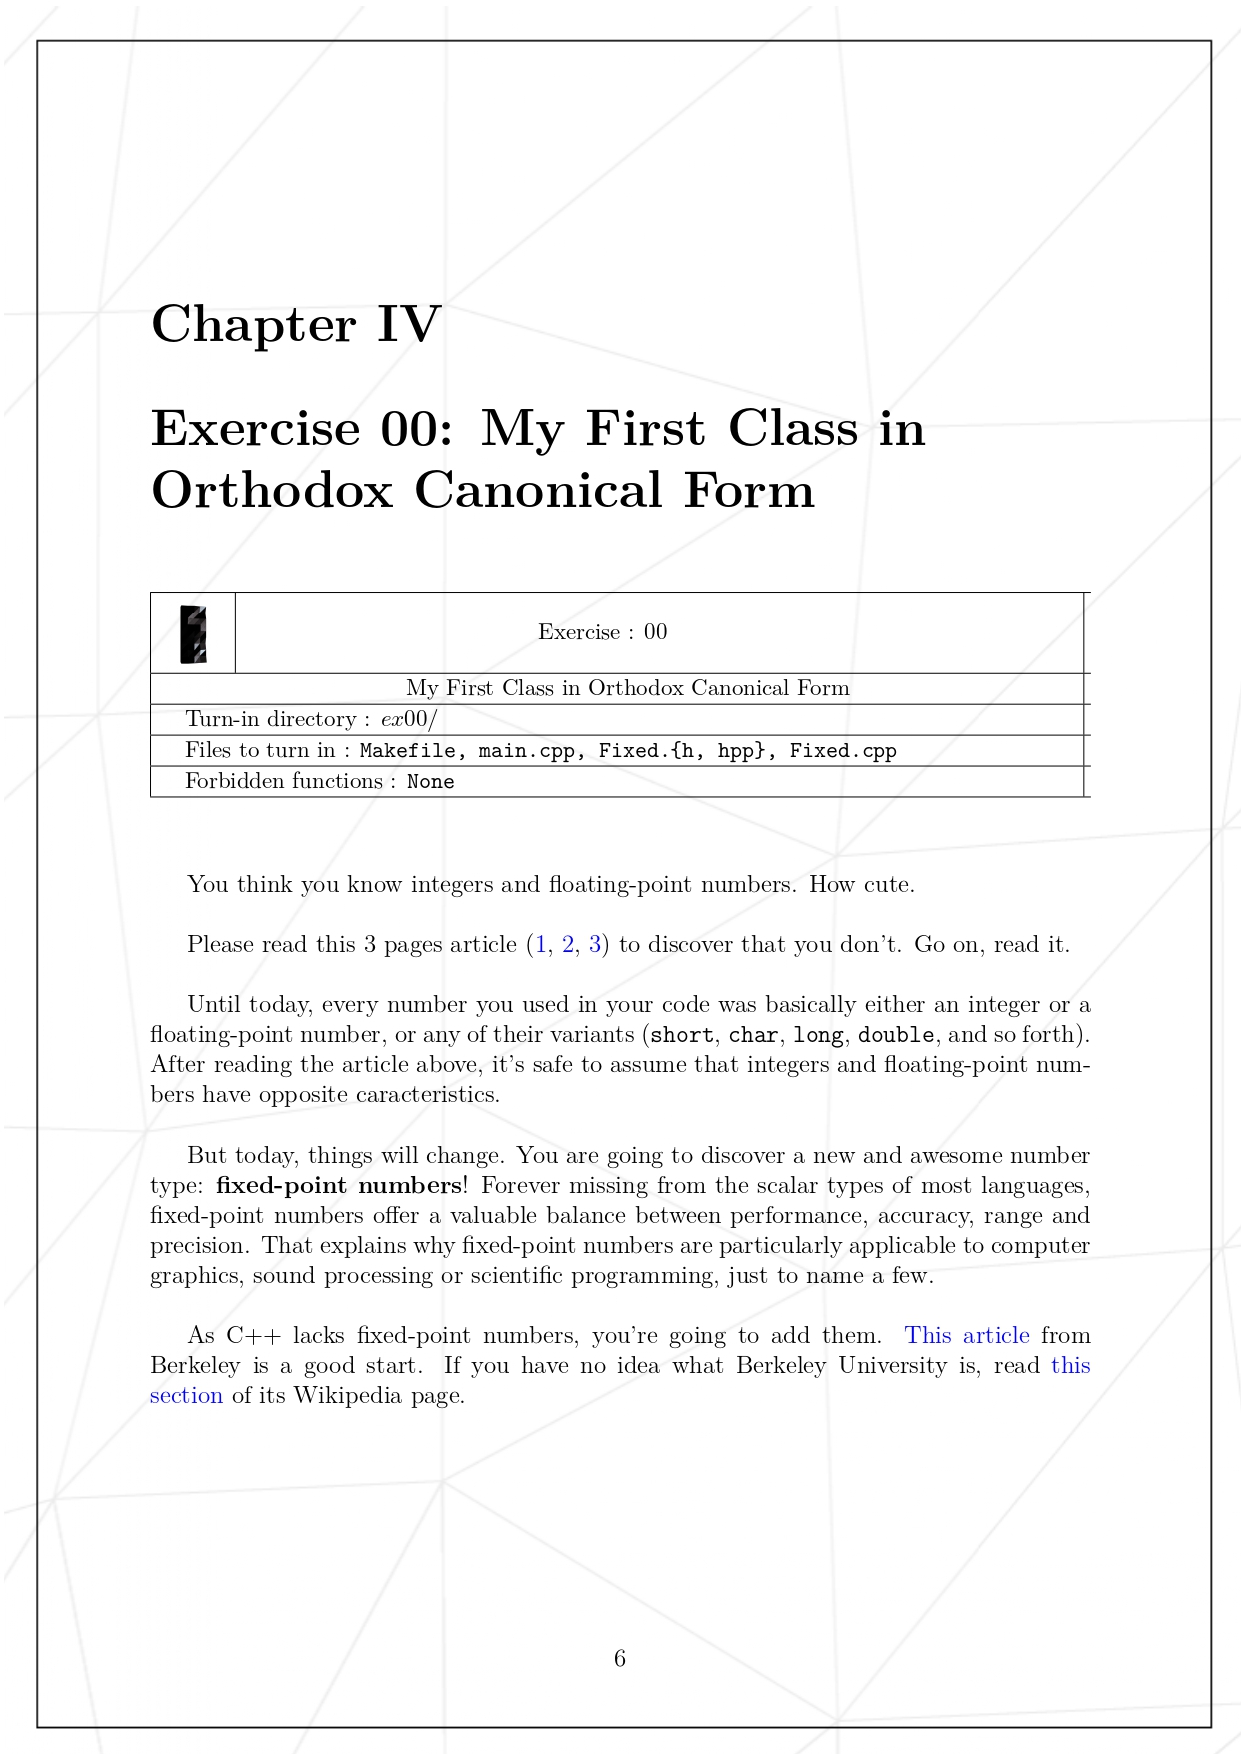 Chapter IV
Exercise 00: My First Class in
Orthodox Canonical Form
Exercise : 00
My First Class in Orthodox Canonical Form
Turn-in directory : ex00/
Files to turn in : Makefile, main.cpp, Fixed.{h, hpp}, Fixed.cpp
Forbidden functions : None
You think you know integers and floating-point numbers. How cute.
Please read this 3 pages article (1, 2, 3) to discover that you don't. Go on, read it.
Until today, every number you used in your code was basically either an integer or a
floating-point number, or any of their variants (short, char, long, double, and so forth).
After reading the article above, it's safe to assume that integers and floating-point num-
bers have opposite caracteristics.
But today, things will change. You are going to discover a new and awesome number
type: fixed-point numbers! Forever missing from the scalar types of most languages,
fixed-point numbers offer a valuable balance between performance, accuracy, range and
precision. That explains why fixed-point numbers are particularly applicable to computer
graphics, sound processing or scientific programming, just to name a few.
As C++ lacks fixed-point numbers, you're going to add them. This article from
Berkeley is a good start. If you have no idea what Berkeley University is, read this
section of its Wikipedia page.
6